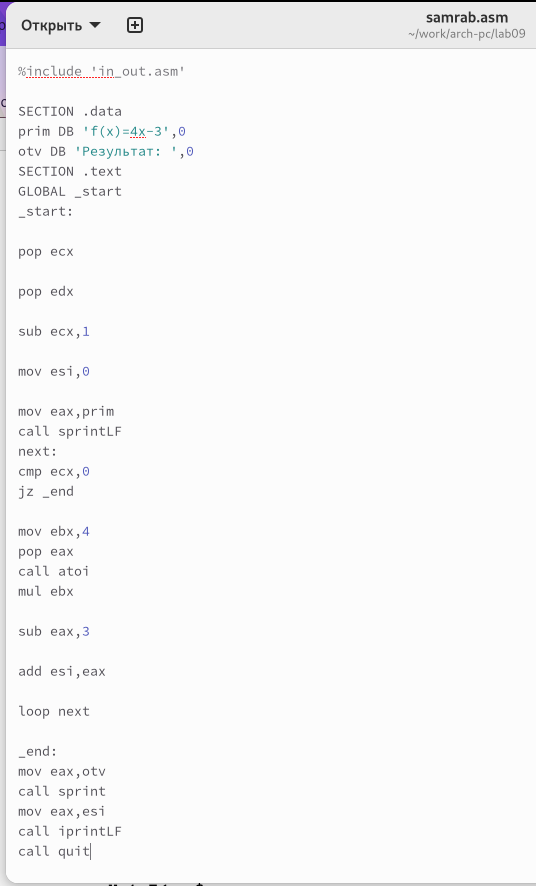 Открыть
samrab.asm
~/work/arch-pc/lab09
%include 'in_out.asm'
SECTION .data
prim DB 'f(x)=4x-3',0
otv DB 'Результат: ',0
SECTION .text
GLOBAL _start
_start:
pop ecx
pop edx
sub ecx,1
mov esi,0
mov eax,prim
call sprintLF
next:
cmp ecx,0
jz _end
mov ebx,4
pop eax
call atoi
mul ebx
sub eax,3
add esi,eax
loop next
_end:
mov eax,otv
call sprint
mov eax,esi
call iprintLF
call quit